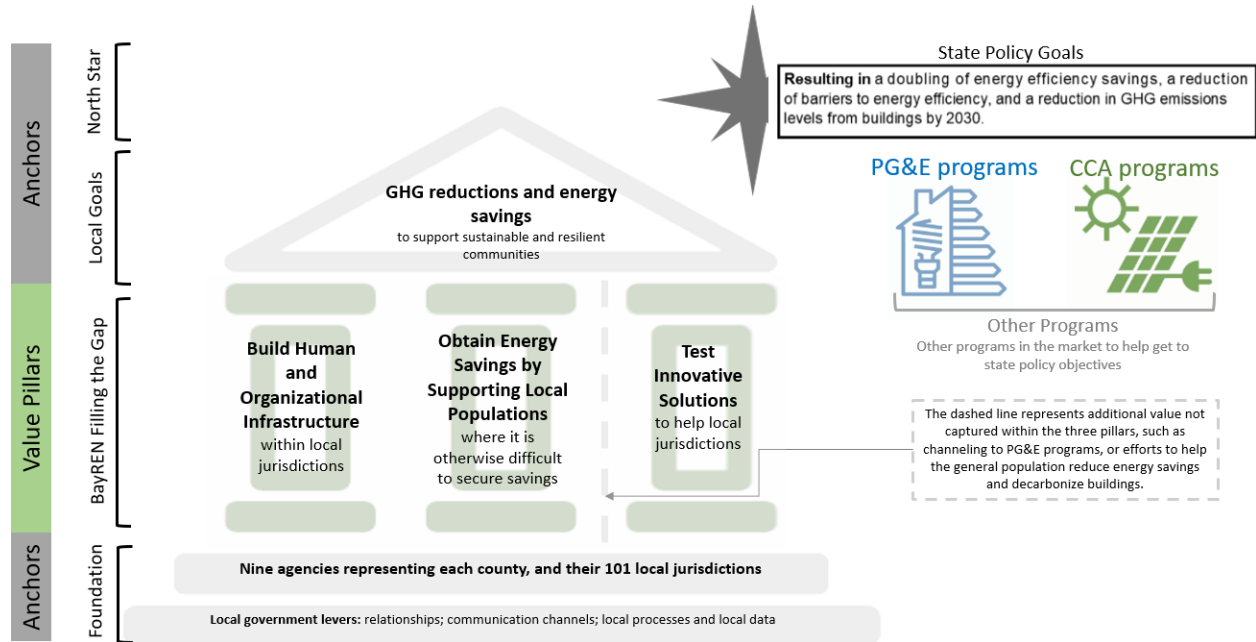 Anchors
North Star
State Policy Goals
Resulting in a doubling of energy efficiency savings, a reduction
of barriers to energy efficiency, and a reduction in GHG emissions
levels from buildings by 2030.
Local Goals
GHG reductions and energy
savings
to support sustainable and resilient
communities
PG&E programs
CCA programs
Other Programs
Other programs in the market to help get to
state policy objectives
Value Pillars
BayREN Filling the Gap
Build Human
and
Organizational
Infrastructure
within local
jurisdictions
Obtain Energy
Savings by
Supporting Local
Populations
where it is
otherwise difficult
to secure savings
Test
Innovative
Solutions
to help local
jurisdictions
The dashed line represents additional value not
captured within the three pillars, such as
channeling to PG&E programs, or efforts to help
the general population reduce energy savings
and decarbonize buildings.
Anchors
Foundation
Nine agencies representing each county, and their 101 local jurisdictions
Local government levers: relationships; communication channels; local processes and local data